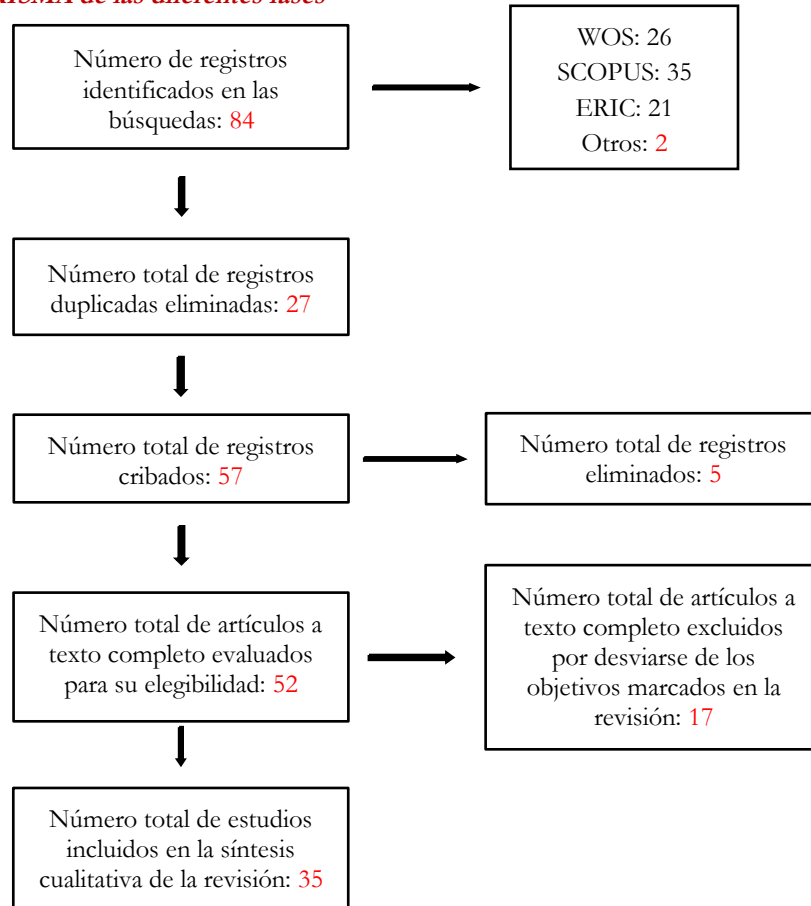 de las diferentes fases
Número de registros
identificados en las
búsquedas: 84
WOS: 26
SCOPUS: 35
ERIC: 21
Otros: 2
Número total de registros
duplicadas eliminadas: 27
Número total de registros
cribados: 57
Número total de registros
eliminados: 5
Número total de artículos a
texto completo evaluados
para su elegibilidad: 52
Número total de artículos a
texto completo excluidos
por desviarse de los
objetivos marcados en la
revisión: 17
Número total de estudios
incluidos en la síntesis
cualitativa de la revisión: 35